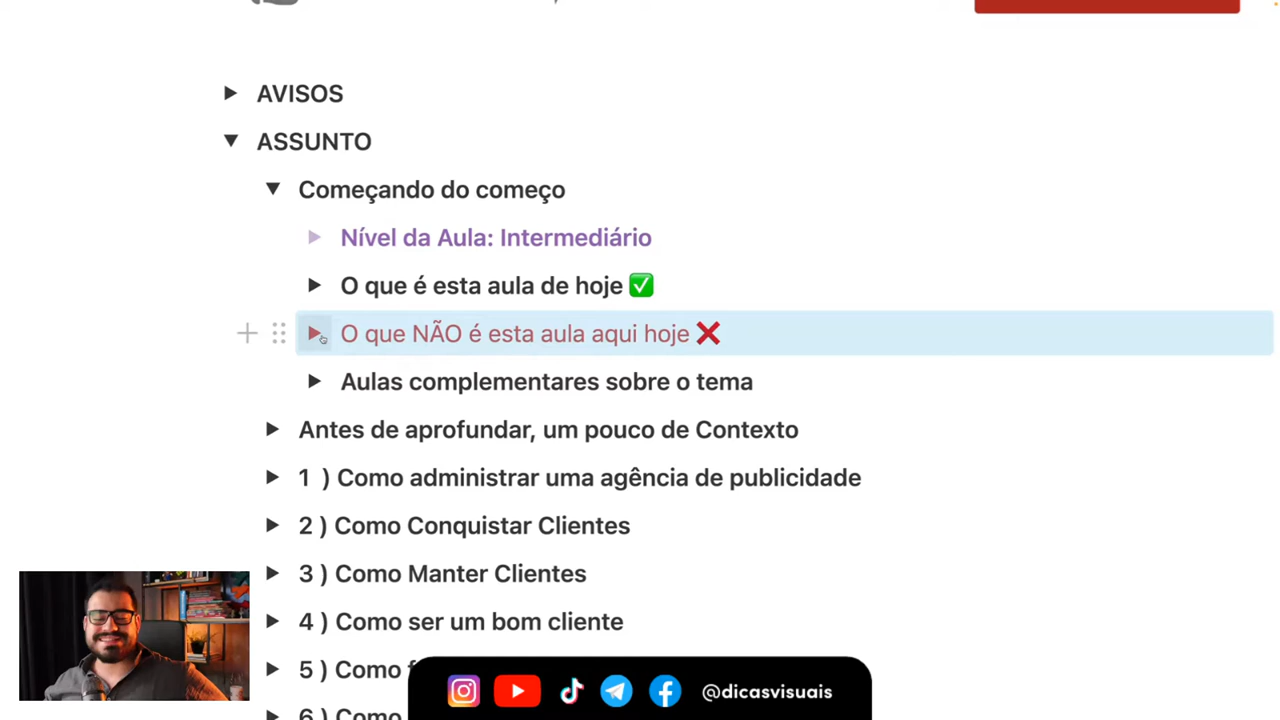 AVISOS
ASSUNTO
Começando do começo
Nível da Aula: Intermediário
O que é esta aula de hoje ✅
O que NÃO é esta aula aqui hoje ❌
Aulas complementares sobre o tema
Antes de aprofundar, um pouco de Contexto
1 ) Como administrar uma agência de publicidade
2 ) Como Conquistar Clientes
3 ) Como Manter Clientes
4 ) Como ser um bom cliente
5 ) Como
6 ) Como
@dicasvisuais